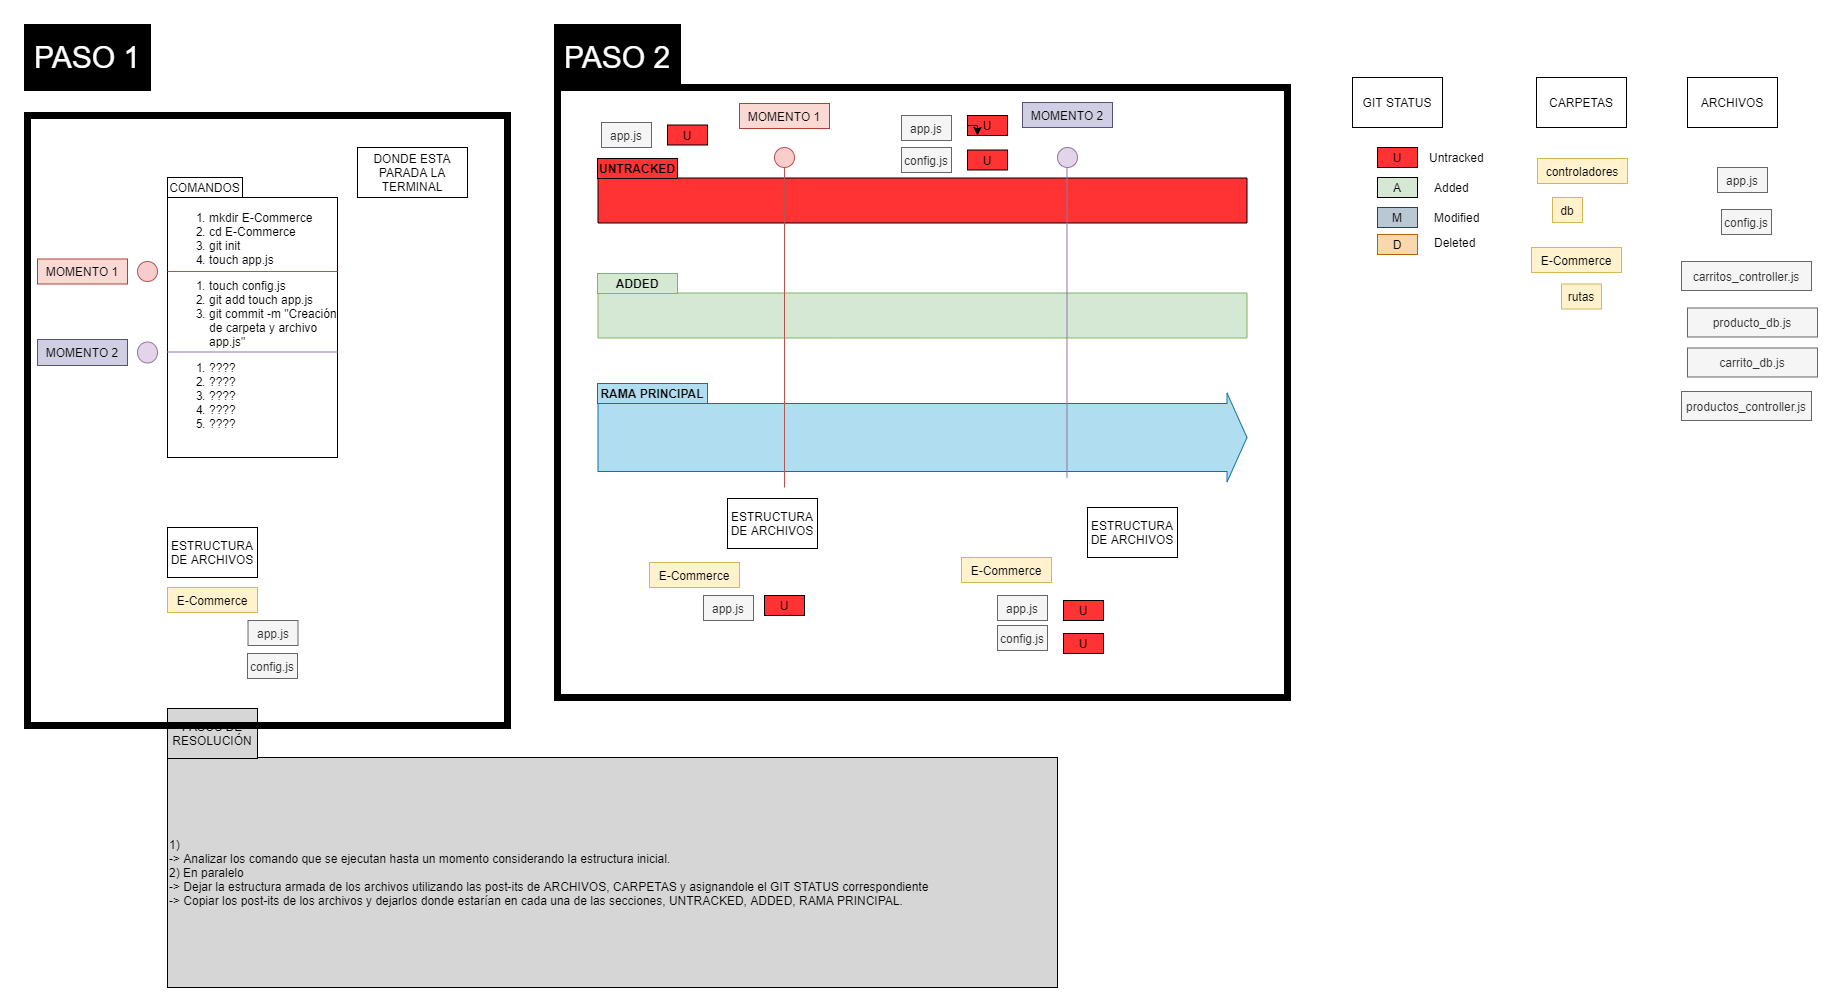 PASO 1
DONDE ESTA
PARADA LA
TERMINAL
COMANDOS
1. mkdir E-Commerce
2. cd E-Commerce
3. git init
4. touch app.js
MOMENTO 1
1. touch config.js
2. git add touch app.js
3. git commit -m "Creación
de carpeta y archivo
app.js"
MOMENTO 2
1. ????
2. ????
3. ????
4. ????
5. ????
ESTRUCTURA
DE ARCHIVOS
E-Commerce
app.js
config.js
PASO 2
app.js
U
MOMENTO 1
app.js
U
MOMENTO 2
config.js
U
UNTRACKED
ADDED
RAMA PRINCIPAL
ESTRUCTURA
DE ARCHIVOS
E-Commerce
app.js
U
ESTRUCTURA
DE ARCHIVOS
E-Commerce
app.js
U
config.js
U
GIT STATUS
U Untracked
A Added
M Modified
D Deleted
CARPETAS
controladores
db
E-Commerce
rutas
ARCHIVOS
app.js
config.js
carritos_controller.js
producto_db.js
carrito_db.js
productos_controller.js
PASOS DE
RESOLUCIÓN
1)
-> Analizar los comando que se ejecutan hasta un momento considerando la estructura inicial.
2) En paralelo
-> Dejar la estructura armada de los archivos utilizando las post-its de ARCHIVOS, CARPETAS y asignandole el GIT STATUS correspondiente
-> Copiar los post-its de los archivos y dejarlos donde estarían en cada una de las secciones, UNTRACKED, ADDED, RAMA PRINCIPAL.